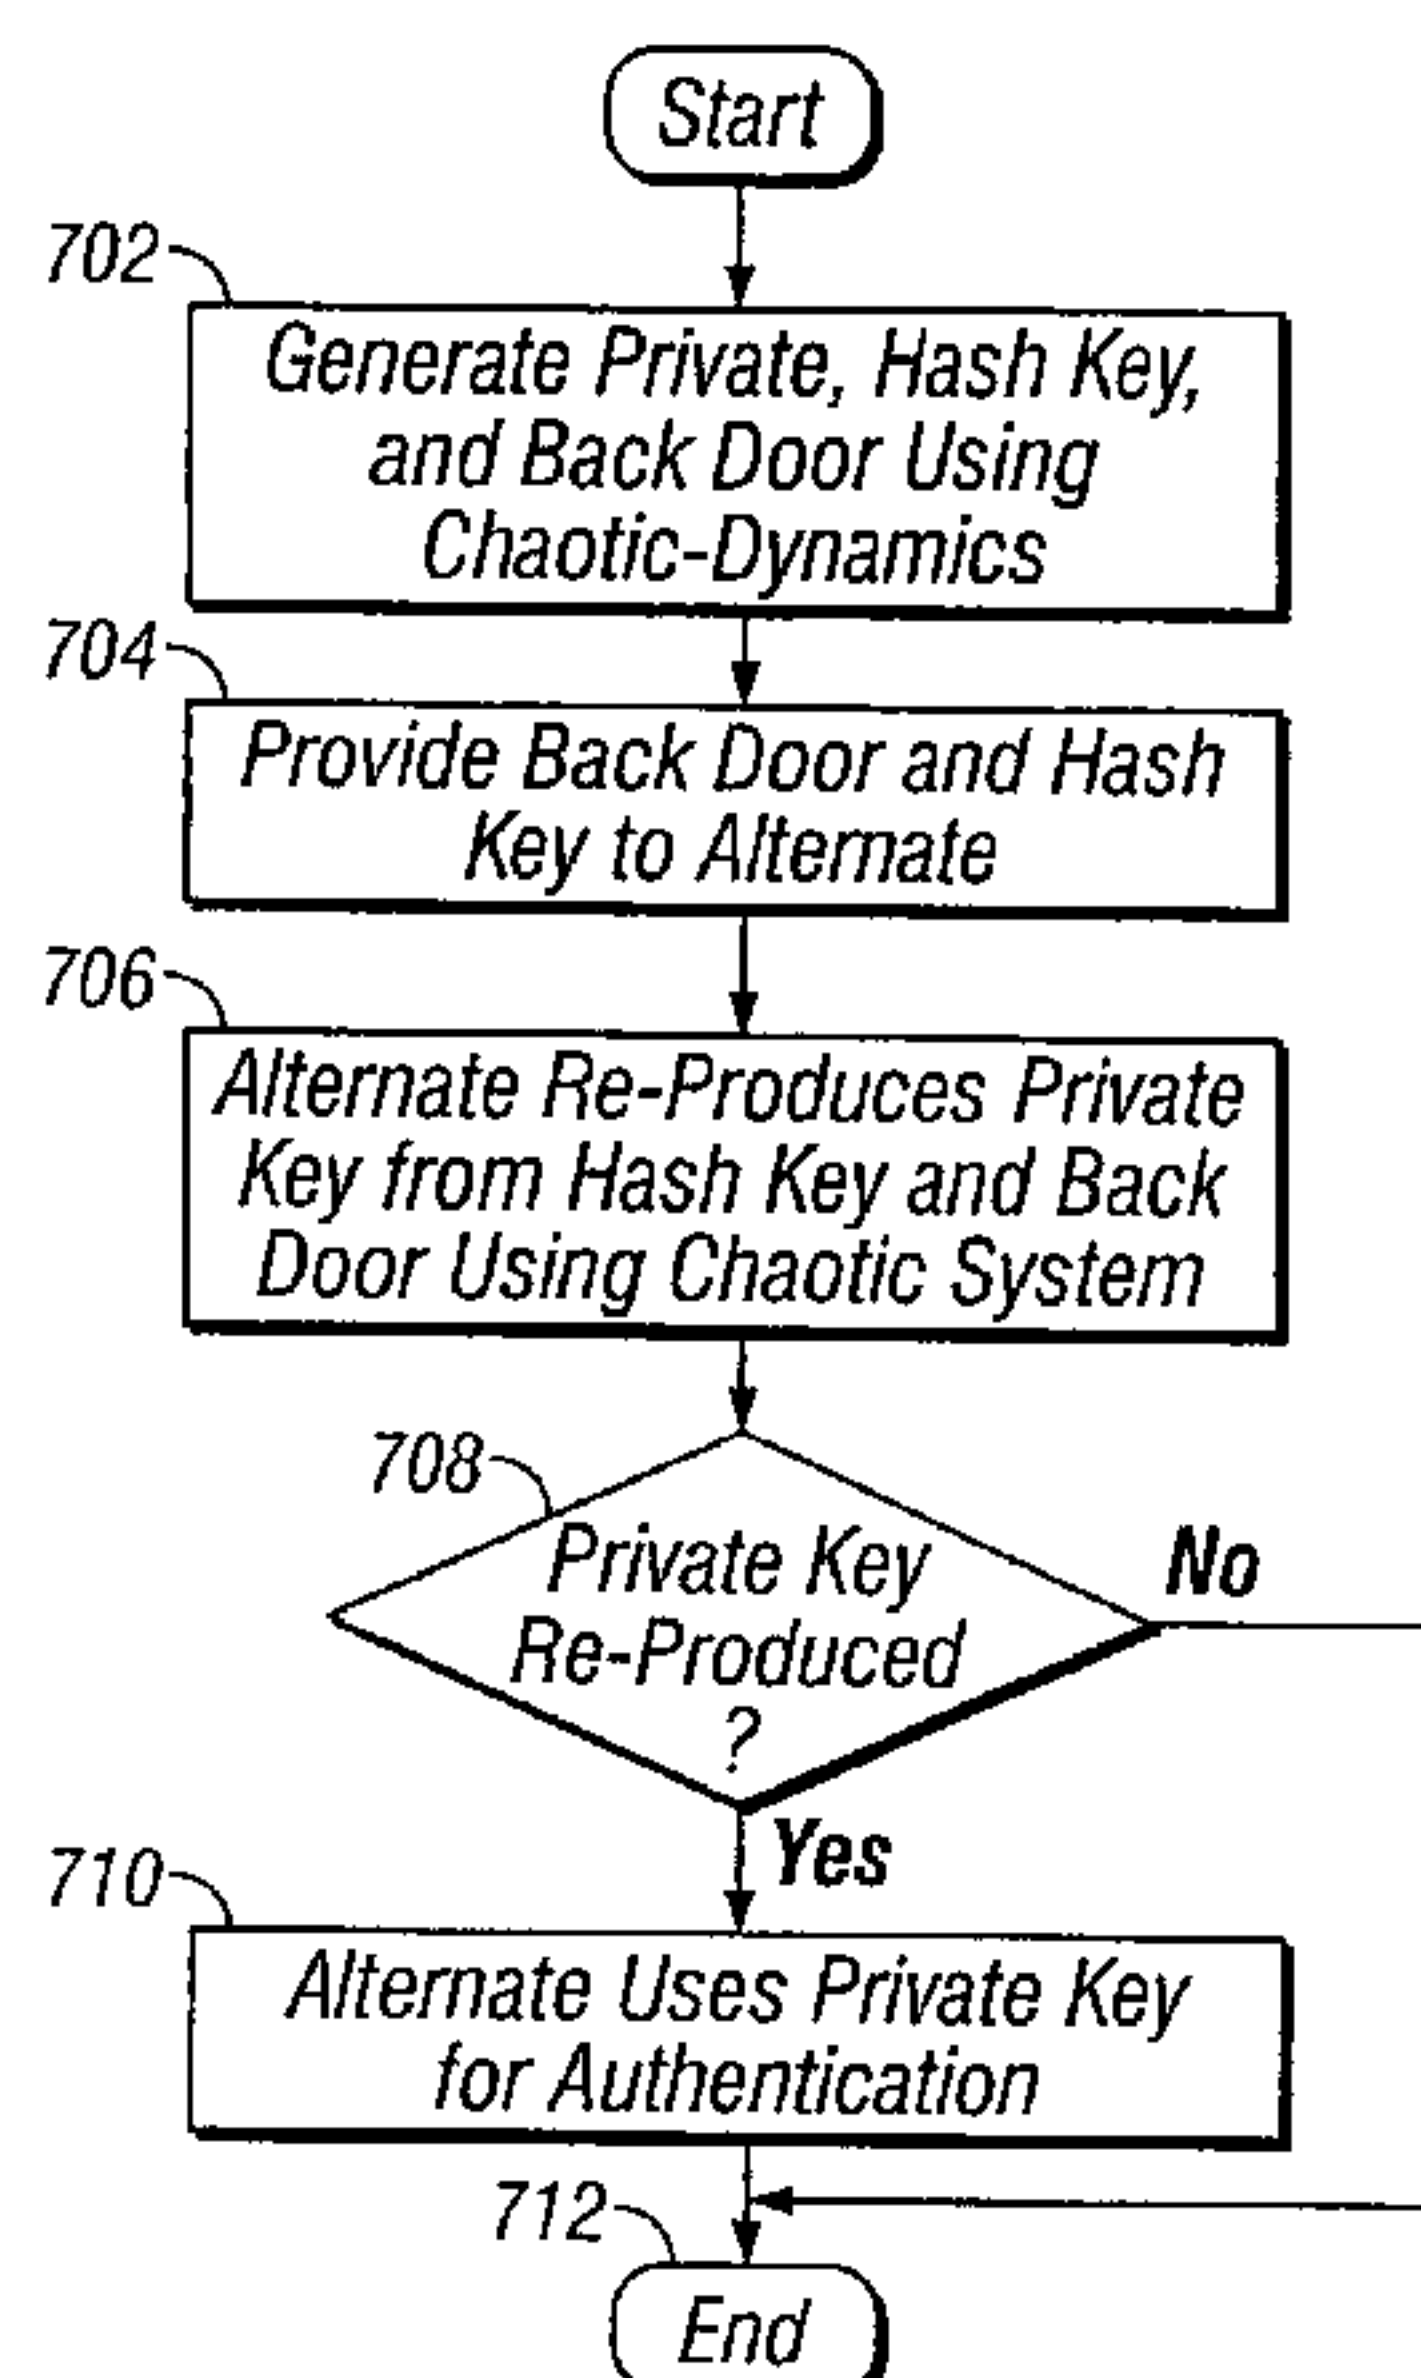 Start
702
Generate Private, Hash Key,
and Back Door Using
Chaotic-Dynamics
704
Provide Back Door and Hash
Key to Alternate
706
Alternate Re-Produces Private
Key from Hash Key and Back
Door Using Chaotic System
708
Private Key
Re-Produced
?
No
Yes
710
Alternate Uses Private Key
for Authentication
712
End